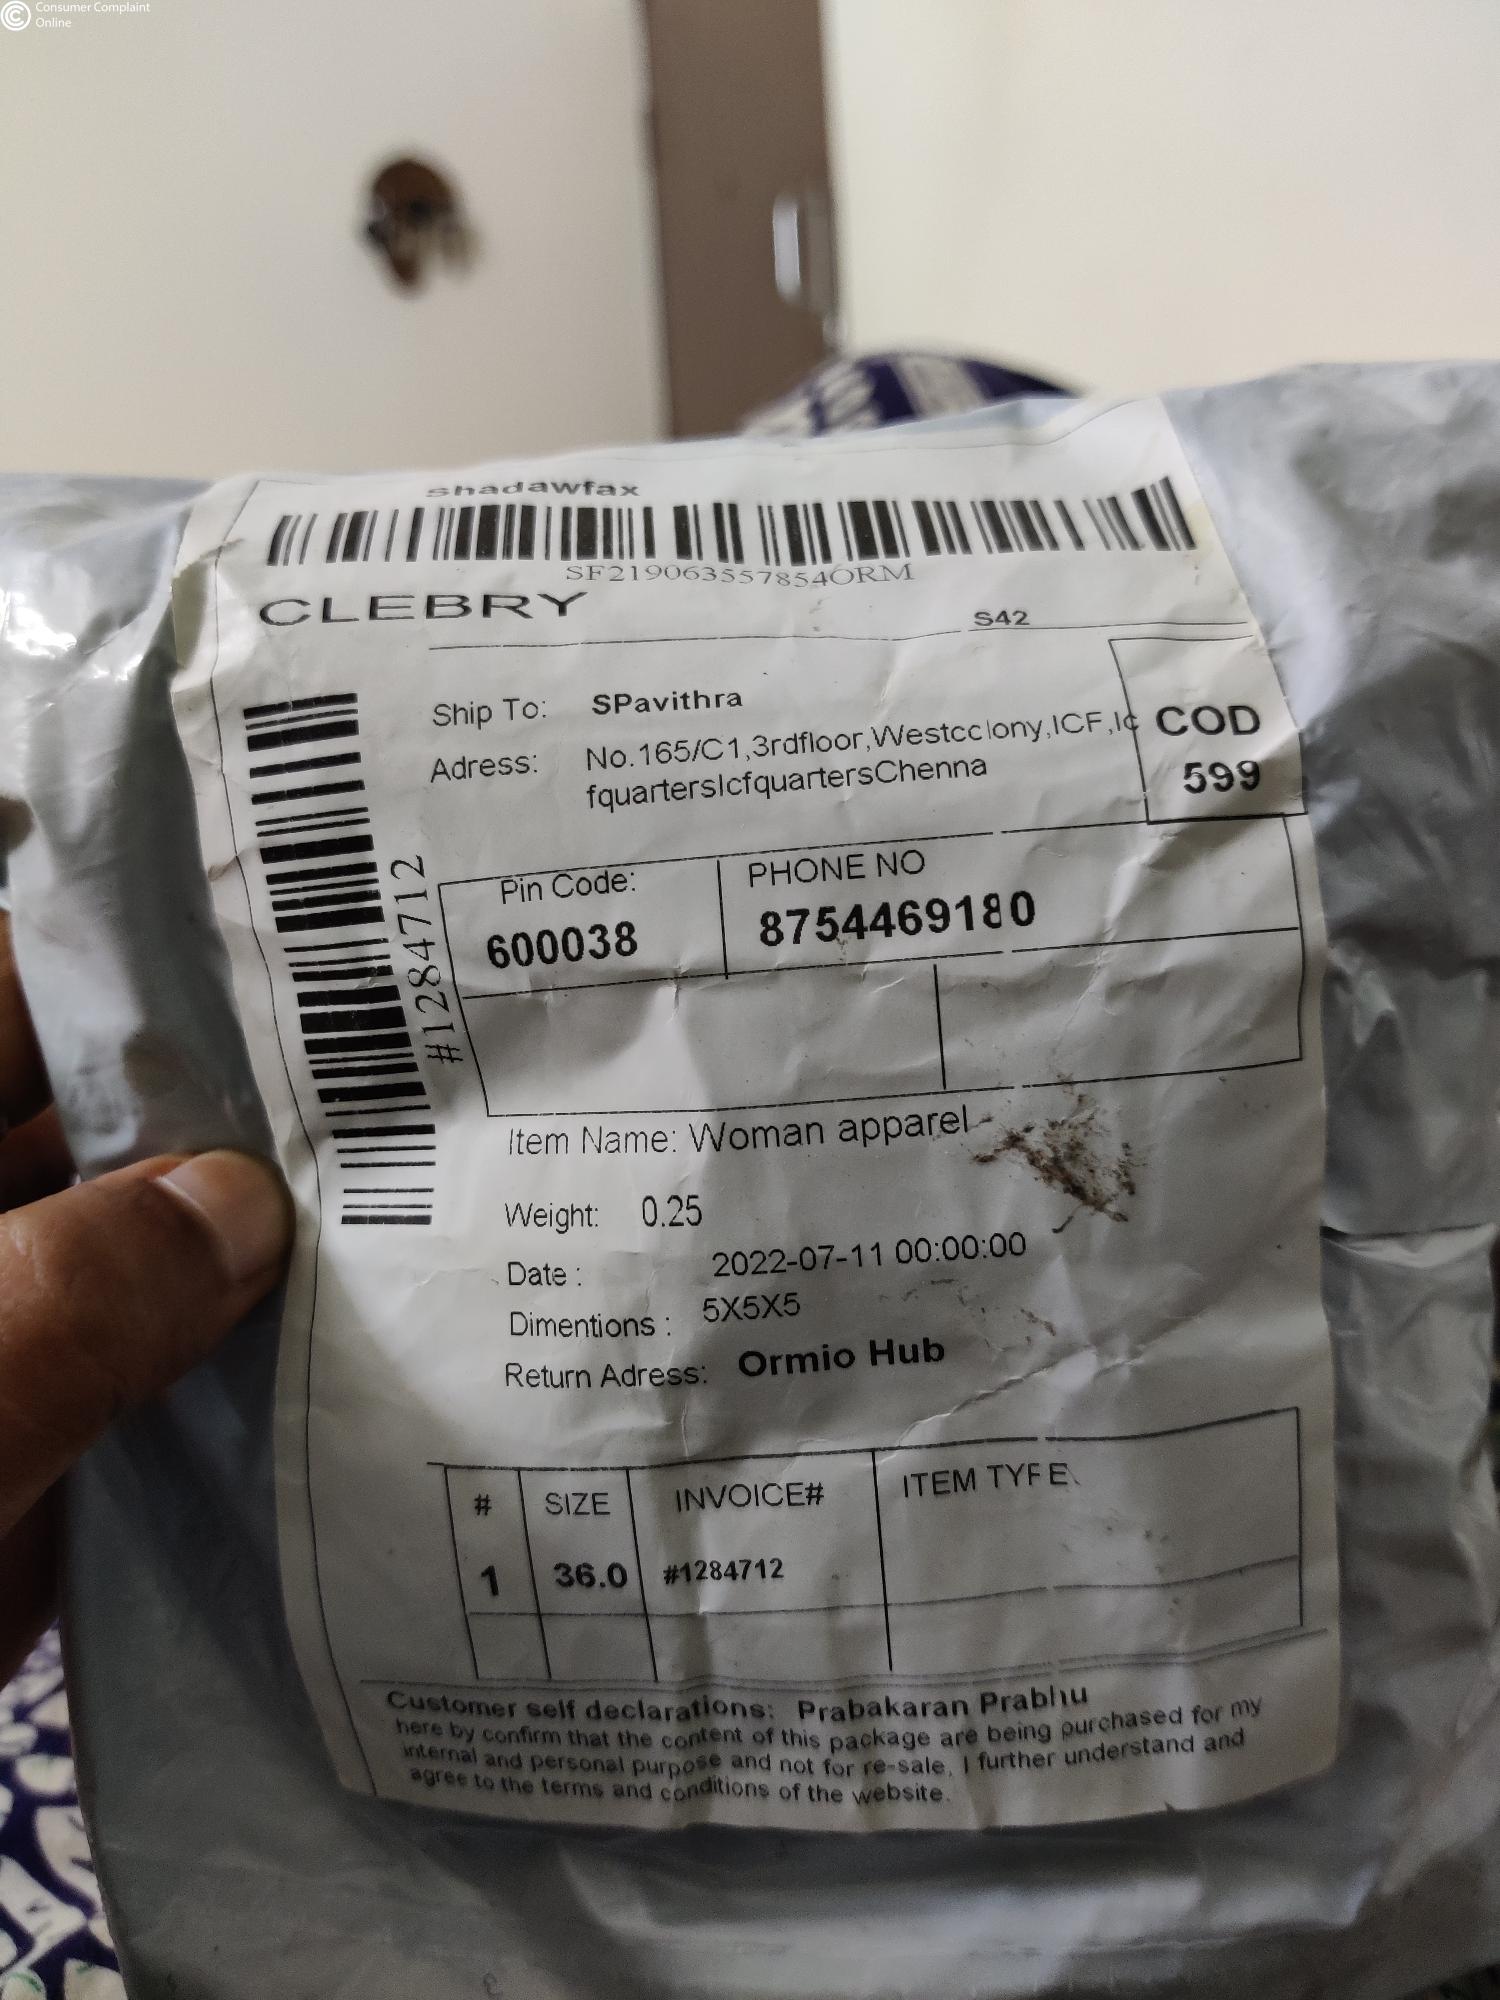 Consumer Complaint
Online
shadawfax
SF219063557854ORM
CLEBRY
S42
Ship To: SPavithra
Adress: No.165/C1,3rdfloor,Westcclony,ICF,Ic
fquartersIcfquartersChenna
COD
599
#1284712
Pin Code: PHONE NO
600038 8754469180
Item Name: Woman apparel
Weight: 0.25
Date : 2022-07-11 00:00:00
Dimentions : 5X5X5
Return Adress: Ormio Hub
# SIZE INVOICE# ITEM TYPE
1 36.0 #1284712
Customer self declarations: Prabakaran Prabhu
here by confirm that the content of this package are being purchased for my
internal and personal purpose and not for re-sale, I further understand and
agree to the terms and conditions of the website.